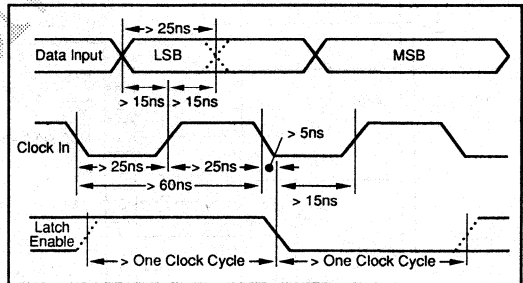 > 25ns
Data Input
LSB
MSB
> 15ns
> 15ns
> 5ns
Clock In
> 25ns
> 25ns
> 60ns
> 15ns
Latch
Enable
> One Clock Cycle
> One Clock Cycle